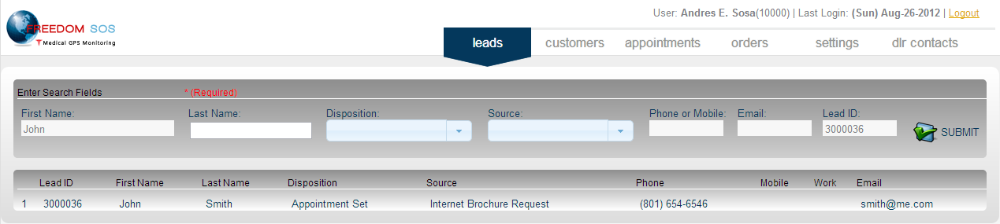 User: Andres E. Sosa(10000) | Last Login: (Sun) Aug-26-2012 | Logout
FREEDOM SOS
Medical GPS Monitoring
leads customers appointments orders settings dlr contacts
Enter Search Fields * (Required)
First Name: Last Name: Disposition: Source: Phone or Mobile: Email: Lead ID:
John 3000036 SUBMIT
Lead ID First Name Last Name Disposition Source Phone Mobile Work Email
1 3000036 John Smith Appointment Set Internet Brochure Request (801) 654-6546 smith@me.com